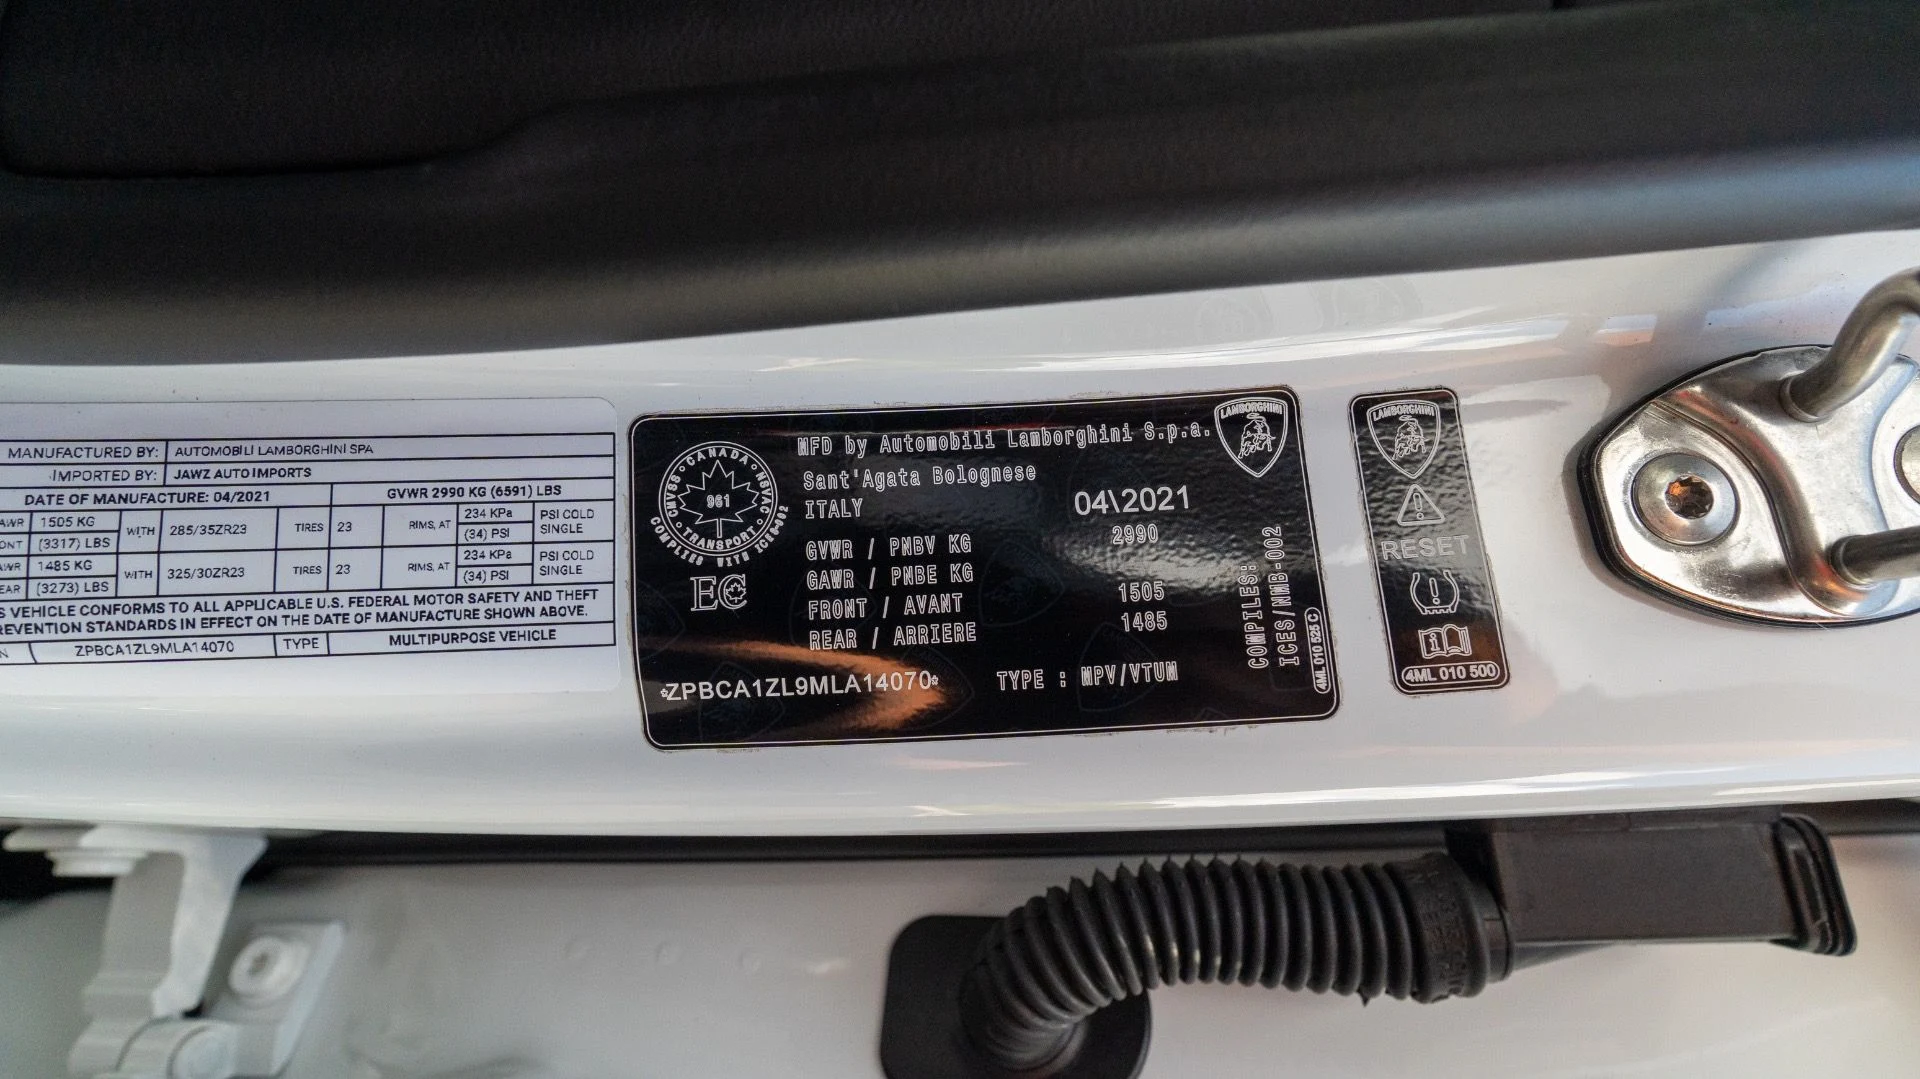 MANUFACTURED BY: AUTOMOBILI LAMBORGHINI SPA
IMPORTED BY: JAWZ AUTO IMPORTS
DATE OF MANUFACTURE: 04/2021 GVWR 2990 KG (6591) LBS
AWR 1505 KG WITH 285/35ZR23 TIRES 23 RIMS, AT 234 KPa PSI COLD
ONT (3317) LBS (34) PSI SINGLE
AWR 1485 KG WITH 325/30ZR23 TIRES 23 RIMS, AT 234 KPa PSI COLD
EAR (3273) LBS (34) PSI SINGLE
S VEHICLE CONFORMS TO ALL APPLICABLE U.S. FEDERAL MOTOR SAFETY AND THEFT
REVENTION STANDARDS IN EFFECT ON THE DATE OF MANUFACTURE SHOWN ABOVE.
N ZPBCA1ZL9MLA14070 TYPE MULTIPURPOSE VEHICLE
CANADA
961
TRANSPORT
EC
MFD by Automobili Lamborghini S.p.a.
Sant'Agata Bolognese
ITALY 04\2021
GVWR / PNBV KG 2990
GAWR / PNBE KG
FRONT / AVANT 1505
REAR / ARRIERE 1485
*ZPBCA1ZL9MLA14070* TYPE : MPV/VTUM
COMPILES:
ICES/NMB-002
4ML 010 525 C
LAMBORGHINI
LAMBORGHINI
RESET
4ML 010 500